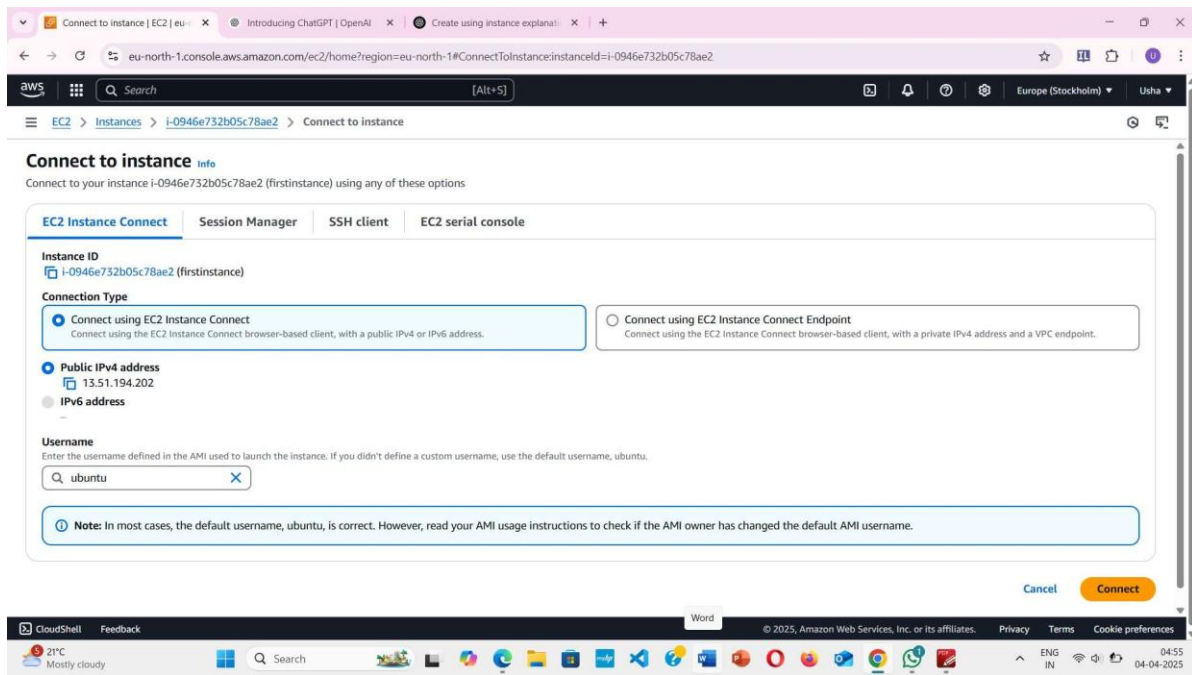 Connect to instance | EC2 | eu-n
Introducing ChatGPT | OpenAI
Create using instance explanati
eu-north-1.console.aws.amazon.com/ec2/home?region=eu-north-1#ConnectToInstance:instanceId=i-0946e732b05c78ae2
U
aws
Search
[Alt+S]
Europe (Stockholm)
Usha
EC2 > Instances > i-0946e732b05c78ae2 > Connect to instance
Connect to instance Info
Connect to your instance i-0946e732b05c78ae2 (firstinstance) using any of these options
EC2 Instance Connect
Session Manager
SSH client
EC2 serial console
Instance ID
i-0946e732b05c78ae2 (firstinstance)
Connection Type
Connect using EC2 Instance Connect
Connect using the EC2 Instance Connect browser-based client, with a public IPv4 or IPv6 address.
Connect using EC2 Instance Connect Endpoint
Connect using the EC2 Instance Connect browser-based client, with a private IPv4 address and a VPC endpoint.
Public IPv4 address
13.51.194.202
IPv6 address
–
Username
Enter the username defined in the AMI used to launch the instance. If you didn't define a custom username, use the default username, ubuntu.
ubuntu
Note: In most cases, the default username, ubuntu, is correct. However, read your AMI usage instructions to check if the AMI owner has changed the default AMI username.
Cancel
Connect
Word
CloudShell
Feedback
© 2025, Amazon Web Services, Inc. or its affiliates.
Privacy
Terms
Cookie preferences
5
21°C
Mostly cloudy
Search
ENG
IN
04:55
04-04-2025